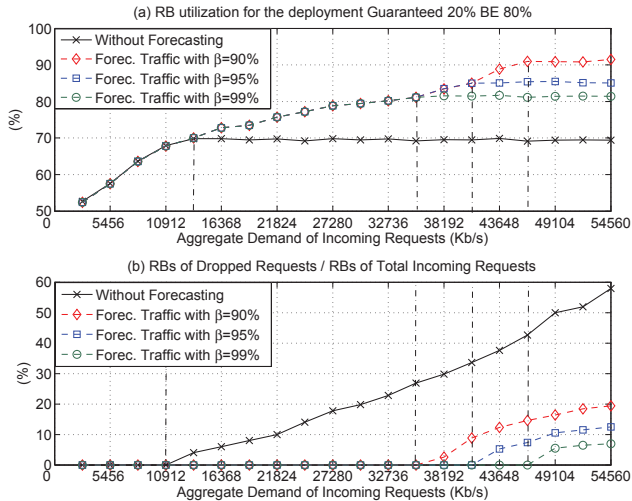 (a) RB utilization for the deployment Guaranteed 20% BE 80%
100
90
80
70
60
50
(%)
Without Forecasting
Forec. Traffic with β=90%
Forec. Traffic with β=95%
Forec. Traffic with β=99%
0 5456 10912 16368 21824 27280 32736 38192 43648 49104 54560
Aggregate Demand of Incoming Requests (Kb/s)
(b) RBs of Dropped Requests / RBs of Total Incoming Requests
60
50
40
30
20
10
0
(%)
Without Forecasting
Forec. Traffic with β=90%
Forec. Traffic with β=95%
Forec. Traffic with β=99%
0 5456 10912 16368 21824 27280 32736 38192 43648 49104 54560
Aggregate Demand of Incoming Requests (Kb/s)